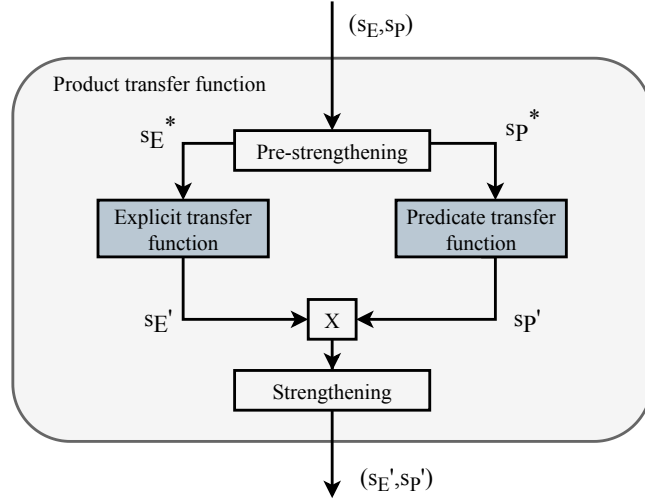 (sE,sP)
Product transfer function
sE*
sP*
Pre-strengthening
Explicit transfer
function
Predicate transfer
function
sE'
X
sP'
Strengthening
(sE',sP')